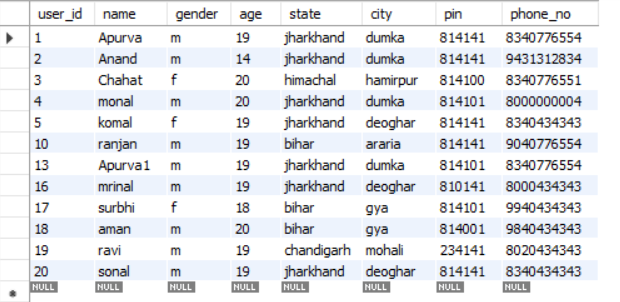 user_id name gender age state city pin phone_no
1 Apurva m 19 jharkhand dumka 814141 8340776554
2 Anand m 14 jharkhand dumka 814141 9431312834
3 Chahat f 20 himachal hamirpur 814100 8340776551
4 monal m 20 jharkhand dumka 814101 8000000004
5 komal f 19 jharkhand deoghar 814141 8340434343
10 ranjan m 19 bihar araria 814141 9040776554
13 Apurva1 m 19 jharkhand dumka 814101 8340776554
16 mrinal m 19 jharkhand deoghar 810141 8000434343
17 surbhi f 18 bihar gya 814101 9940434343
18 aman m 20 bihar gya 814001 9840434343
19 ravi m 19 chandigarh mohali 234141 8020434343
20 sonal m 19 jharkhand deoghar 814141 8340434343
NULL NULL NULL NULL NULL NULL NULL NULL